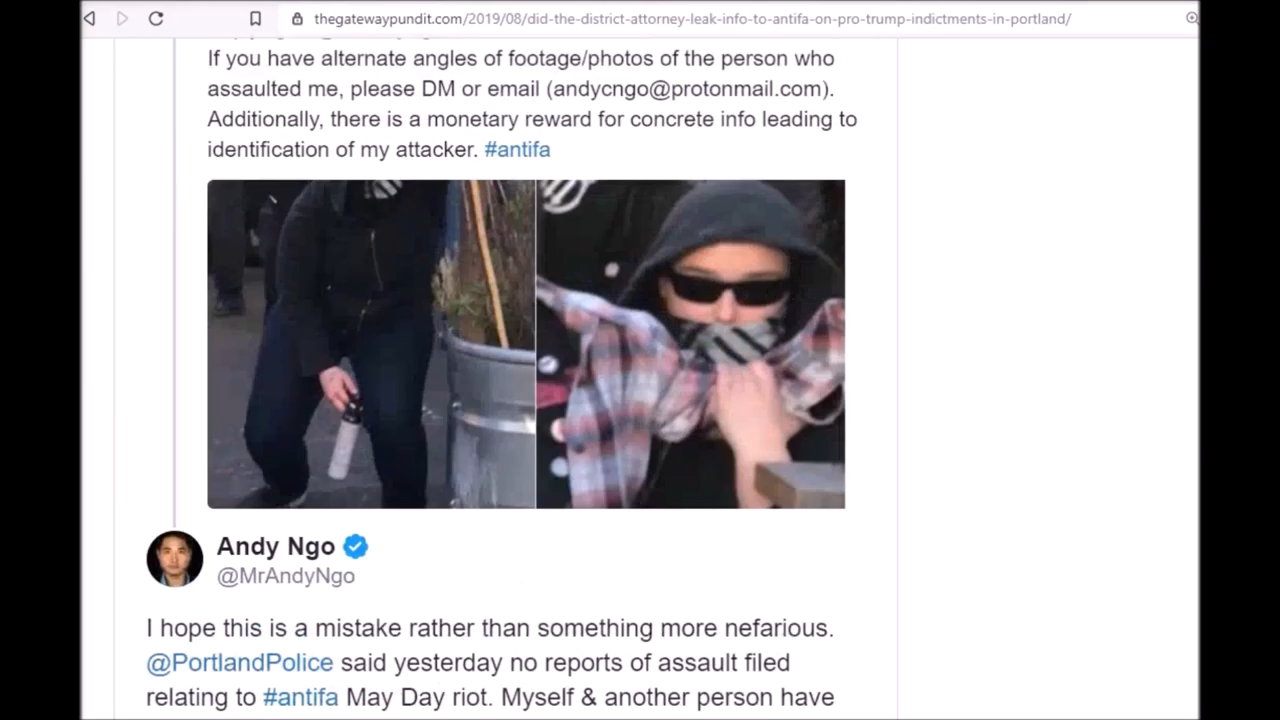 thegatewaypundit.com/2019/08/did-the-district-attorney-leak-info-to-antifa-on-pro-trump-indictments-in-portland/
If you have alternate angles of footage/photos of the person who
assaulted me, please DM or email (andycngo@protonmail.com).
Additionally, there is a monetary reward for concrete info leading to
identification of my attacker. #antifa
Andy Ngo
@MrAndyNgo
I hope this is a mistake rather than something more nefarious.
@PortlandPolice said yesterday no reports of assault filed
relating to #antifa May Day riot. Myself & another person have